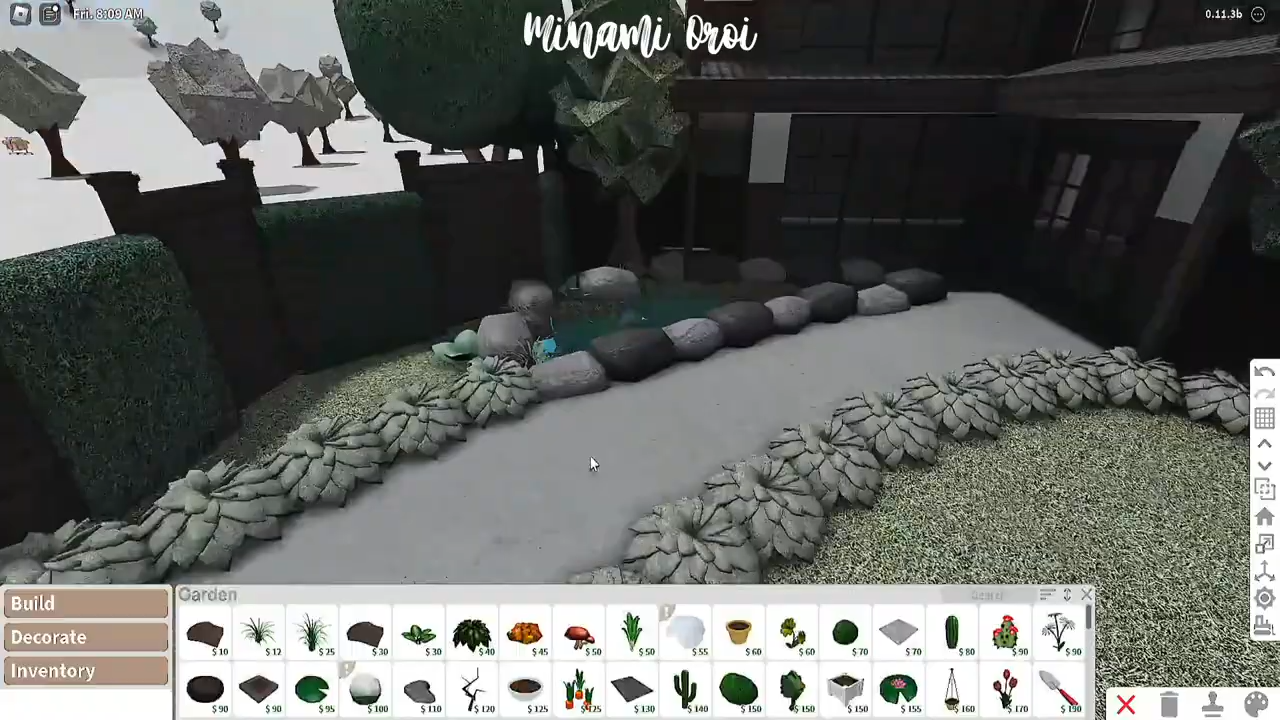 Fri. 8:09 AM
Minami Oroi
0.11.3b
Build
Decorate
Inventory
Garden
Search
$10 $12 $25 $30 $30 $40 $45 $50 $50 $55 $60 $60 $70 $70 $80 $90 $90
$90 $90 $95 $100 $110 $120 $125 $125 $130 $140 $150 $150 $150 $155 $160 $170 $190